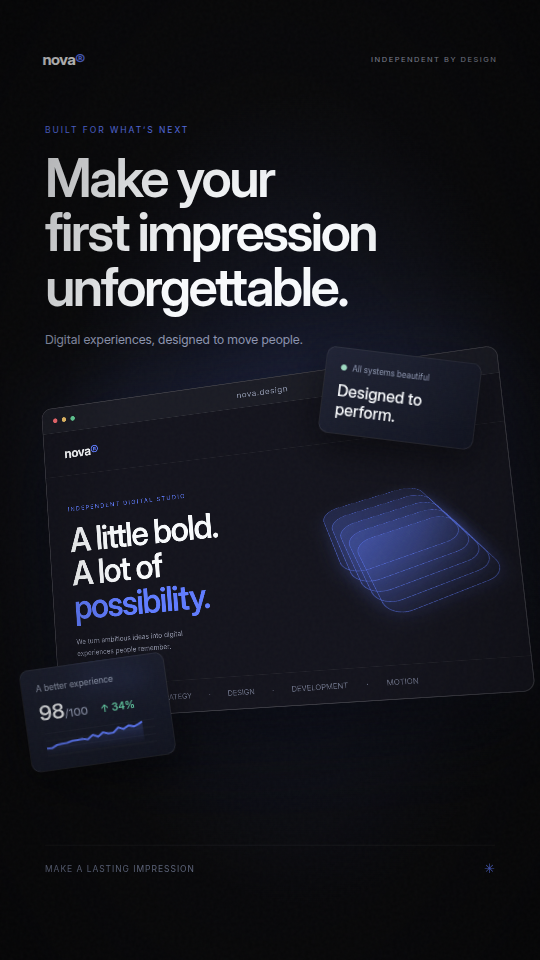 nova®
INDEPENDENT BY DESIGN
BUILT FOR WHAT'S NEXT
Make your
first impression
unforgettable.
Digital experiences, designed to move people.
nova.design
All systems beautiful
Designed to
perform.
nova®
INDEPENDENT DIGITAL STUDIO
A little bold.
A lot of
possibility.
We turn ambitious ideas into digital
experiences people remember.
ATEGY · DESIGN · DEVELOPMENT · MOTION
A better experience
98/100 ↑ 34%
MAKE A LASTING IMPRESSION